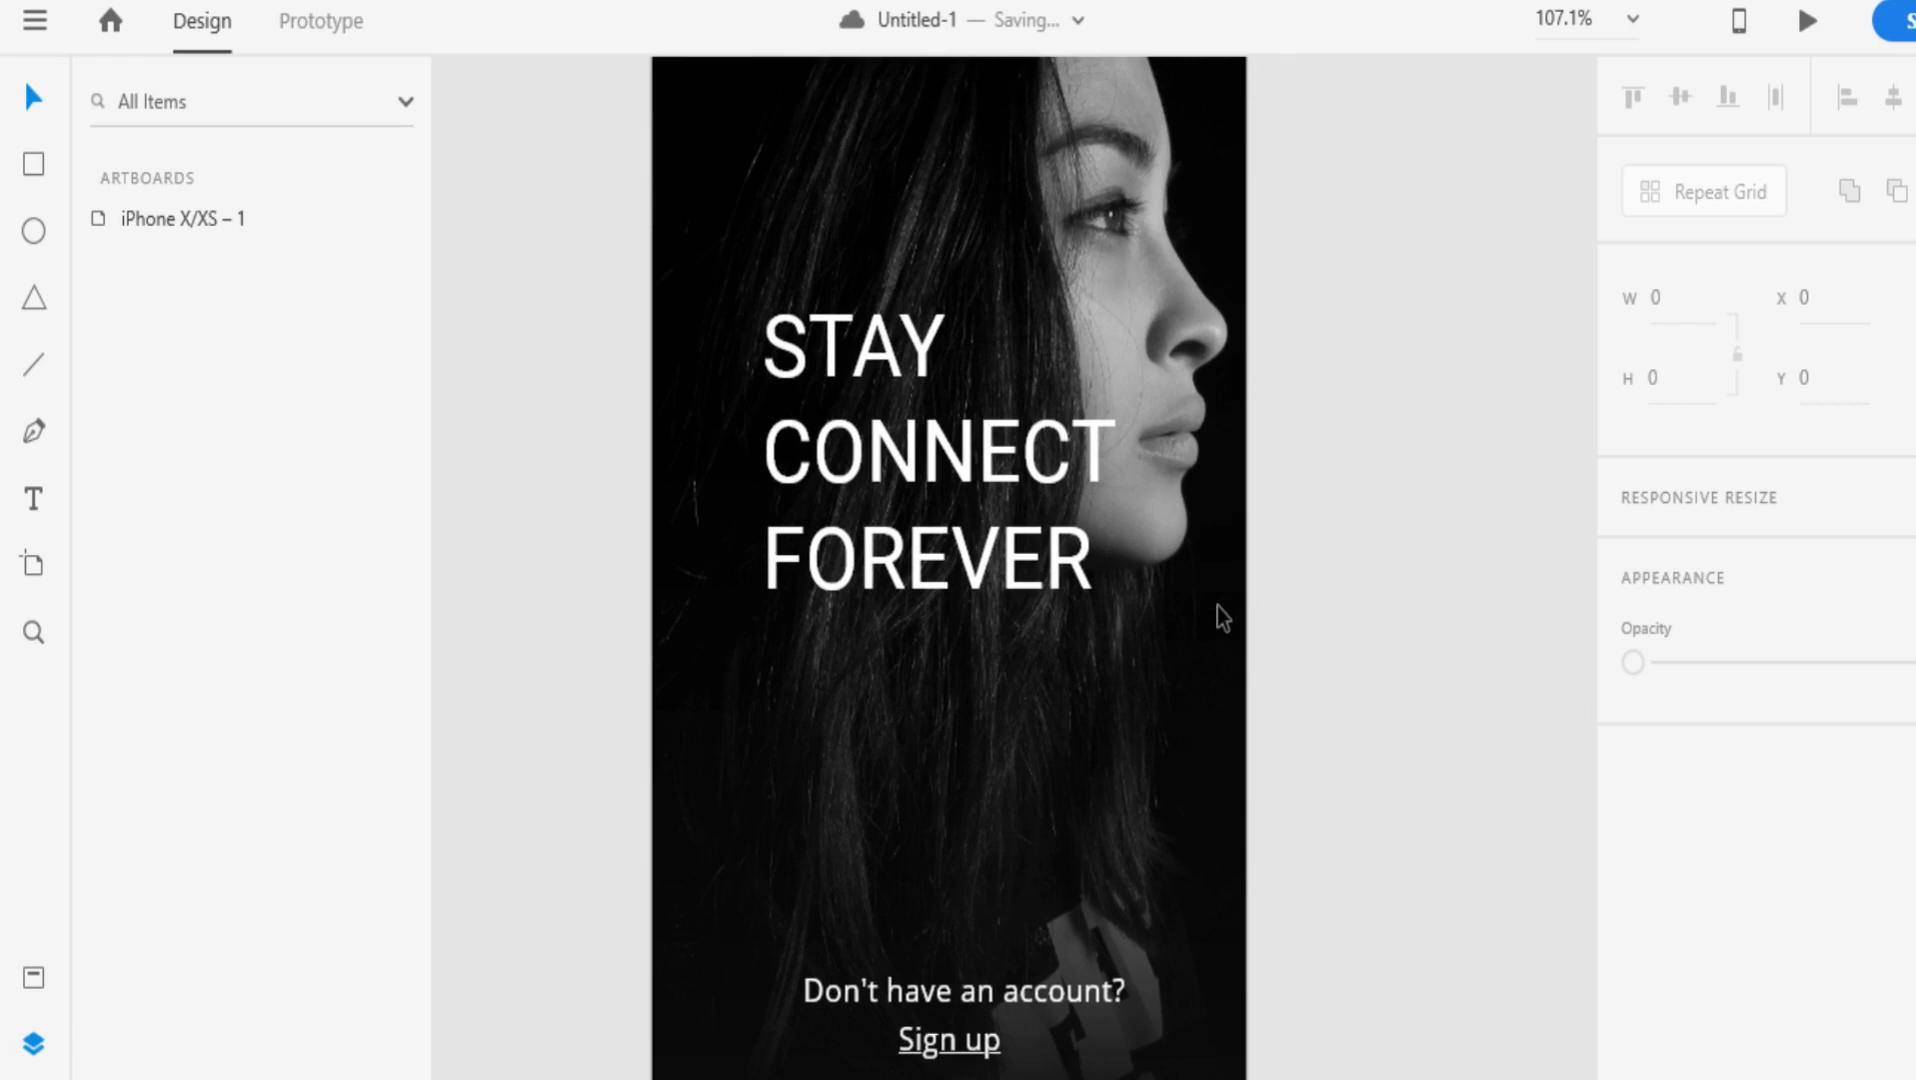 Design
Prototype
Untitled-1 — Saving...
107.1%
S
All Items
ARTBOARDS
iPhone X/XS – 1
STAY
CONNECT
FOREVER
Don't have an account?
Sign up
Repeat Grid
W 0
X 0
H 0
Y 0
RESPONSIVE RESIZE
APPEARANCE
Opacity